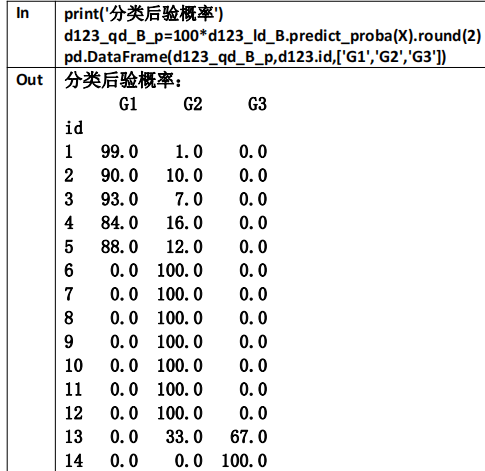 In print('分类后验概率')
d123_qd_B_p=100*d123_ld_B.predict_proba(X).round(2)
pd.DataFrame(d123_qd_B_p,d123.id,['G1','G2','G3'])
Out 分类后验概率：
G1 G2 G3
id
1 99.0 1.0 0.0
2 90.0 10.0 0.0
3 93.0 7.0 0.0
4 84.0 16.0 0.0
5 88.0 12.0 0.0
6 0.0 100.0 0.0
7 0.0 100.0 0.0
8 0.0 100.0 0.0
9 0.0 100.0 0.0
10 0.0 100.0 0.0
11 0.0 100.0 0.0
12 0.0 100.0 0.0
13 0.0 33.0 67.0
14 0.0 0.0 100.0